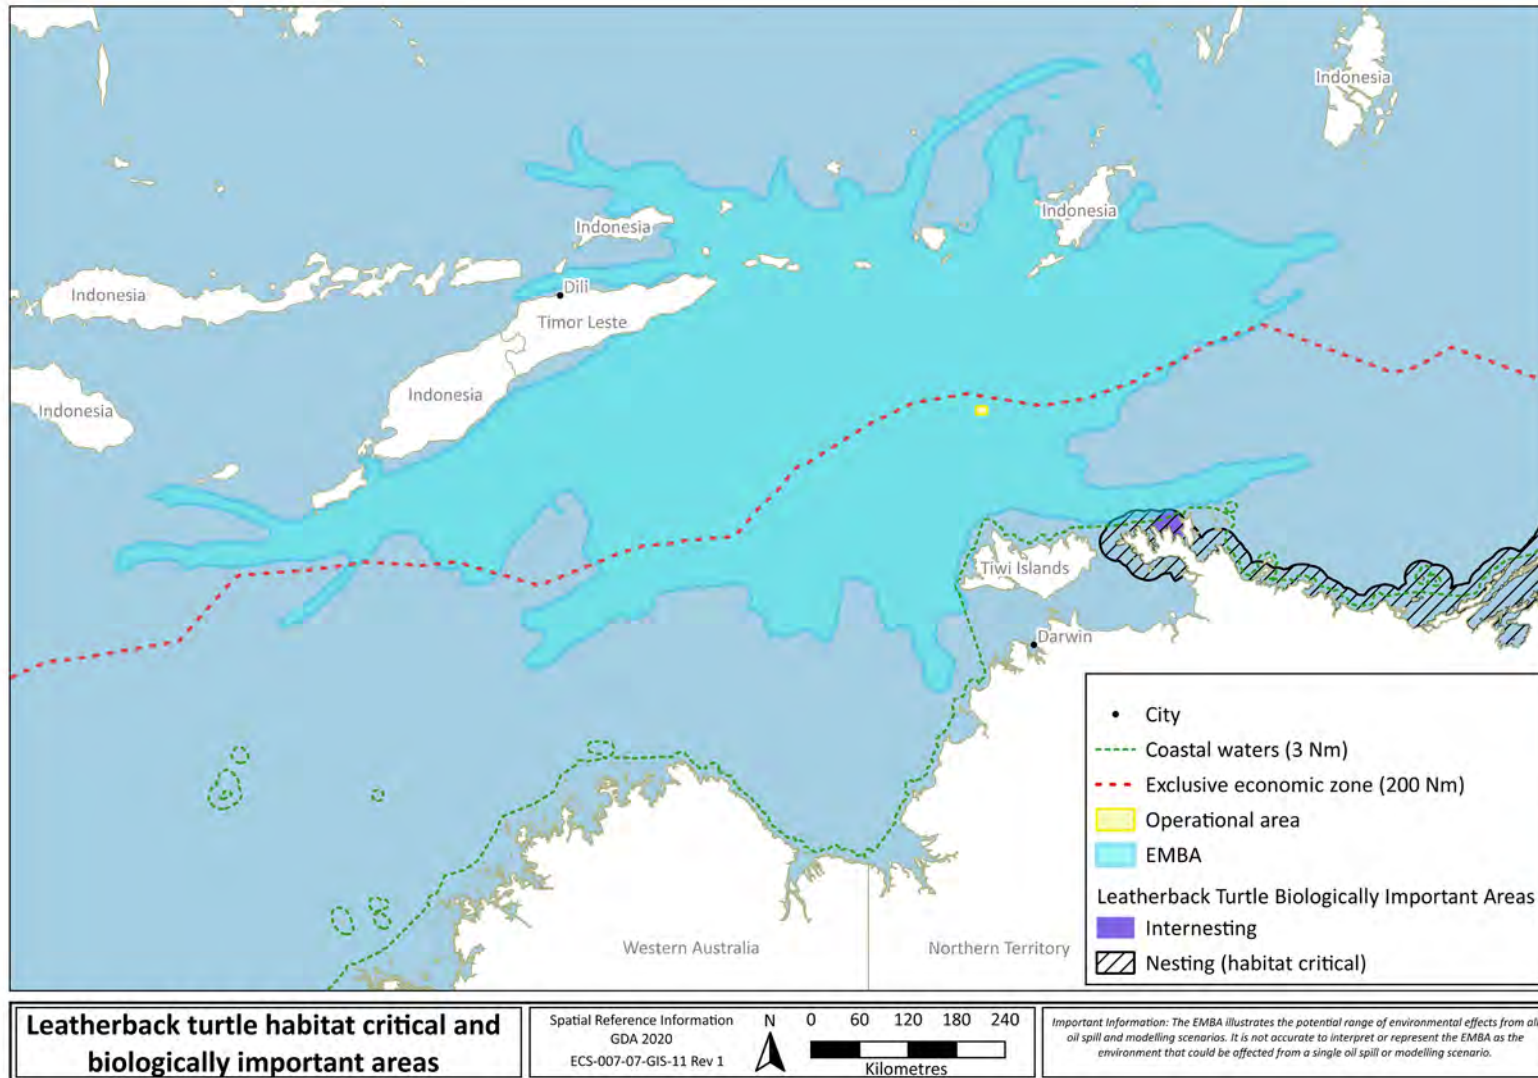 Indonesia
Indonesia
Indonesia
Indonesia
Dili
Timor Leste
Indonesia
Indonesia
Tiwi Islands
Darwin
Western Australia
Northern Territory
City
Coastal waters (3 Nm)
Exclusive economic zone (200 Nm)
Operational area
EMBA
Leatherback Turtle Biologically Important Areas
Internesting
Nesting (habitat critical)
Leatherback turtle habitat critical and
biologically important areas
Spatial Reference Information
GDA 2020
ECS-007-07-GIS-11 Rev 1
N
0 60 120 180 240
Kilometres
Important Information: The EMBA illustrates the potential range of environmental effects from all
oil spill and modelling scenarios. It is not accurate to interpret or represent the EMBA as the
environment that could be affected from a single oil spill or modelling scenario.